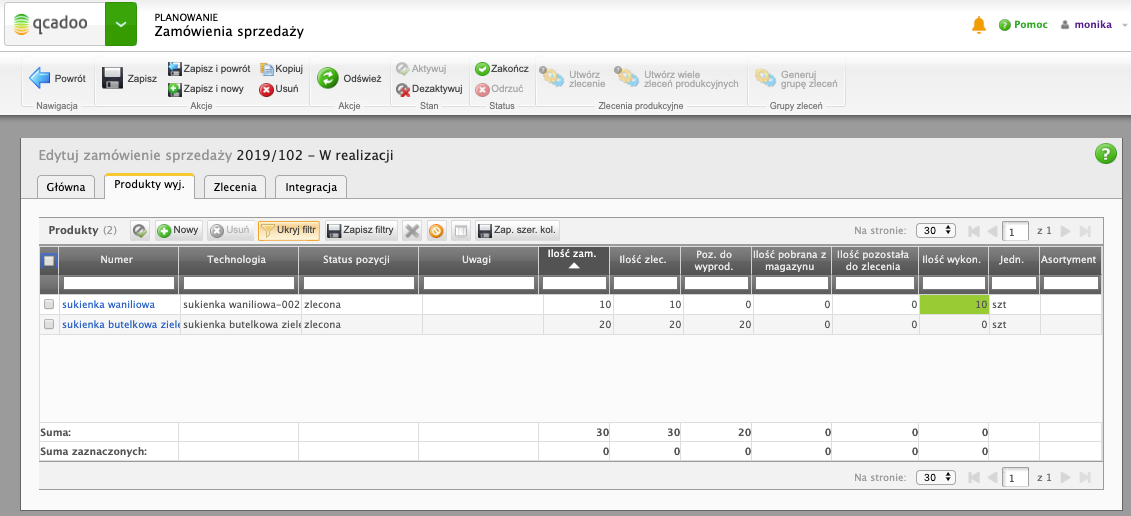 qcadoo
PLANOWANIE
Zamówienia sprzedaży
Pomoc
monika
Powrót
Zapisz
Zapisz i powrót
Zapisz i nowy
Kopiuj
Usuń
Odśwież
Aktywuj
Dezaktywuj
Zakończ
Odrzuć
Utwórz zlecenie
Utwórz wiele zleceń produkcyjnych
Generuj grupę zleceń
Nawigacja
Akcje
Akcje
Stan
Status
Zlecenia produkcyjne
Grupy zleceń
Edytuj zamówienie sprzedaży 2019/102 - W realizacji
Główna
Produkty wyj.
Zlecenia
Integracja
Produkty (2)
Nowy
Usuń
Ukryj filtr
Zapisz filtry
Zap. szer. kol.
Na stronie: 30 1 z 1
Numer Technologia Status pozycji Uwagi Ilość zam. Ilość zlec. Poz. do wyprod. Ilość pobrana z magazynu Ilość pozostała do zlecenia Ilość wykon. Jedn. Asortyment
sukienka waniliowa sukienka waniliowa-002 zlecona 10 10 0 0 0 10 szt
sukienka butelkowa ziele sukienka butelkowa ziele zlecona 20 20 20 0 0 0 szt
Suma: 30 30 20 0 0 0
Suma zaznaczonych: 0 0 0 0 0 0
Na stronie: 30 1 z 1